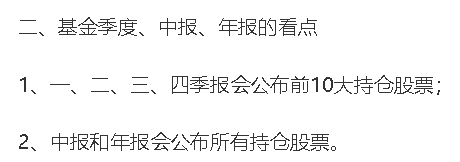 二、基金季度、中报、年报的看点
1、一、二、三、四季报会公布前10大持仓股票；
2、中报和年报会公布所有持仓股票。